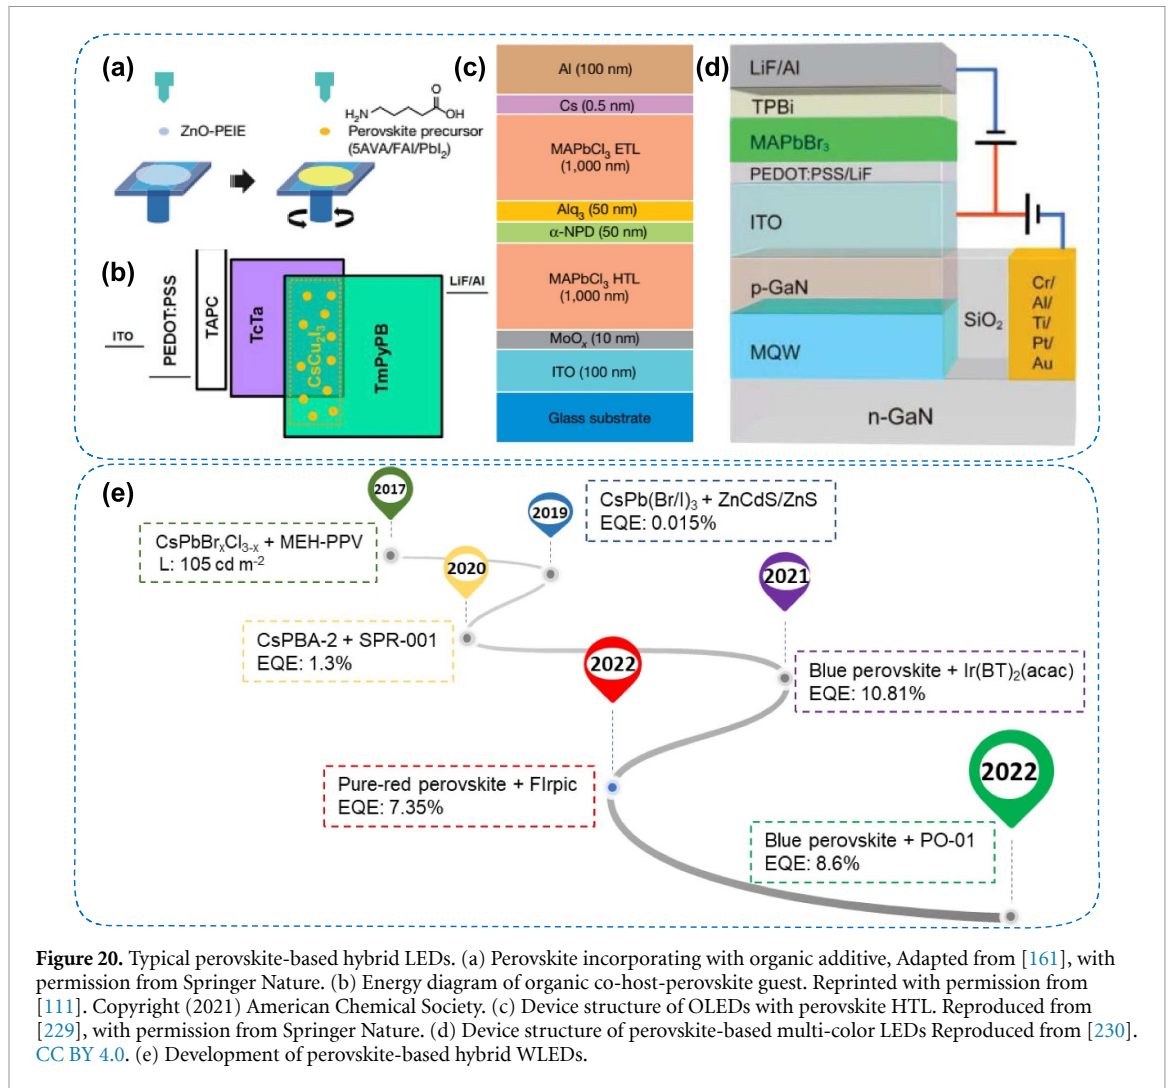 (a)
ZnO-PEIE
H₂N
O
OH
Perovskite precursor
(5AVA/FAI/PbI₂)
(b)
ITO
PEDOT:PSS
TAPC
TcTa
CsCu₂I₃
TmPyPB
LiF/Al
(c)
Al (100 nm)
Cs (0.5 nm)
MAPbCl₃ ETL
(1,000 nm)
Alq₃ (50 nm)
α-NPD (50 nm)
MAPbCl₃ HTL
(1,000 nm)
MoOₓ (10 nm)
ITO (100 nm)
Glass substrate
(d)
LiF/Al
TPBi
MAPbBr₃
PEDOT:PSS/LiF
ITO
p-GaN
MQW
SiO₂
Cr/
Al/
Ti/
Pt/
Au
n-GaN
(e)
2017
CsPbBrₓCl₃₋ₓ + MEH-PPV
L: 105 cd m⁻²
2019
CsPb(Br/I)₃ + ZnCdS/ZnS
EQE: 0.015%
2020
CsPBA-2 + SPR-001
EQE: 1.3%
2021
Blue perovskite + Ir(BT)₂(acac)
EQE: 10.81%
2022
Pure-red perovskite + FIrpic
EQE: 7.35%
2022
Blue perovskite + PO-01
EQE: 8.6%
Figure 20. Typical perovskite-based hybrid LEDs. (a) Perovskite incorporating with organic additive, Adapted from [161], with
permission from Springer Nature. (b) Energy diagram of organic co-host-perovskite guest. Reprinted with permission from
[111]. Copyright (2021) American Chemical Society. (c) Device structure of OLEDs with perovskite HTL. Reproduced from
[229], with permission from Springer Nature. (d) Device structure of perovskite-based multi-color LEDs Reproduced from [230].
CC BY 4.0. (e) Development of perovskite-based hybrid WLEDs.